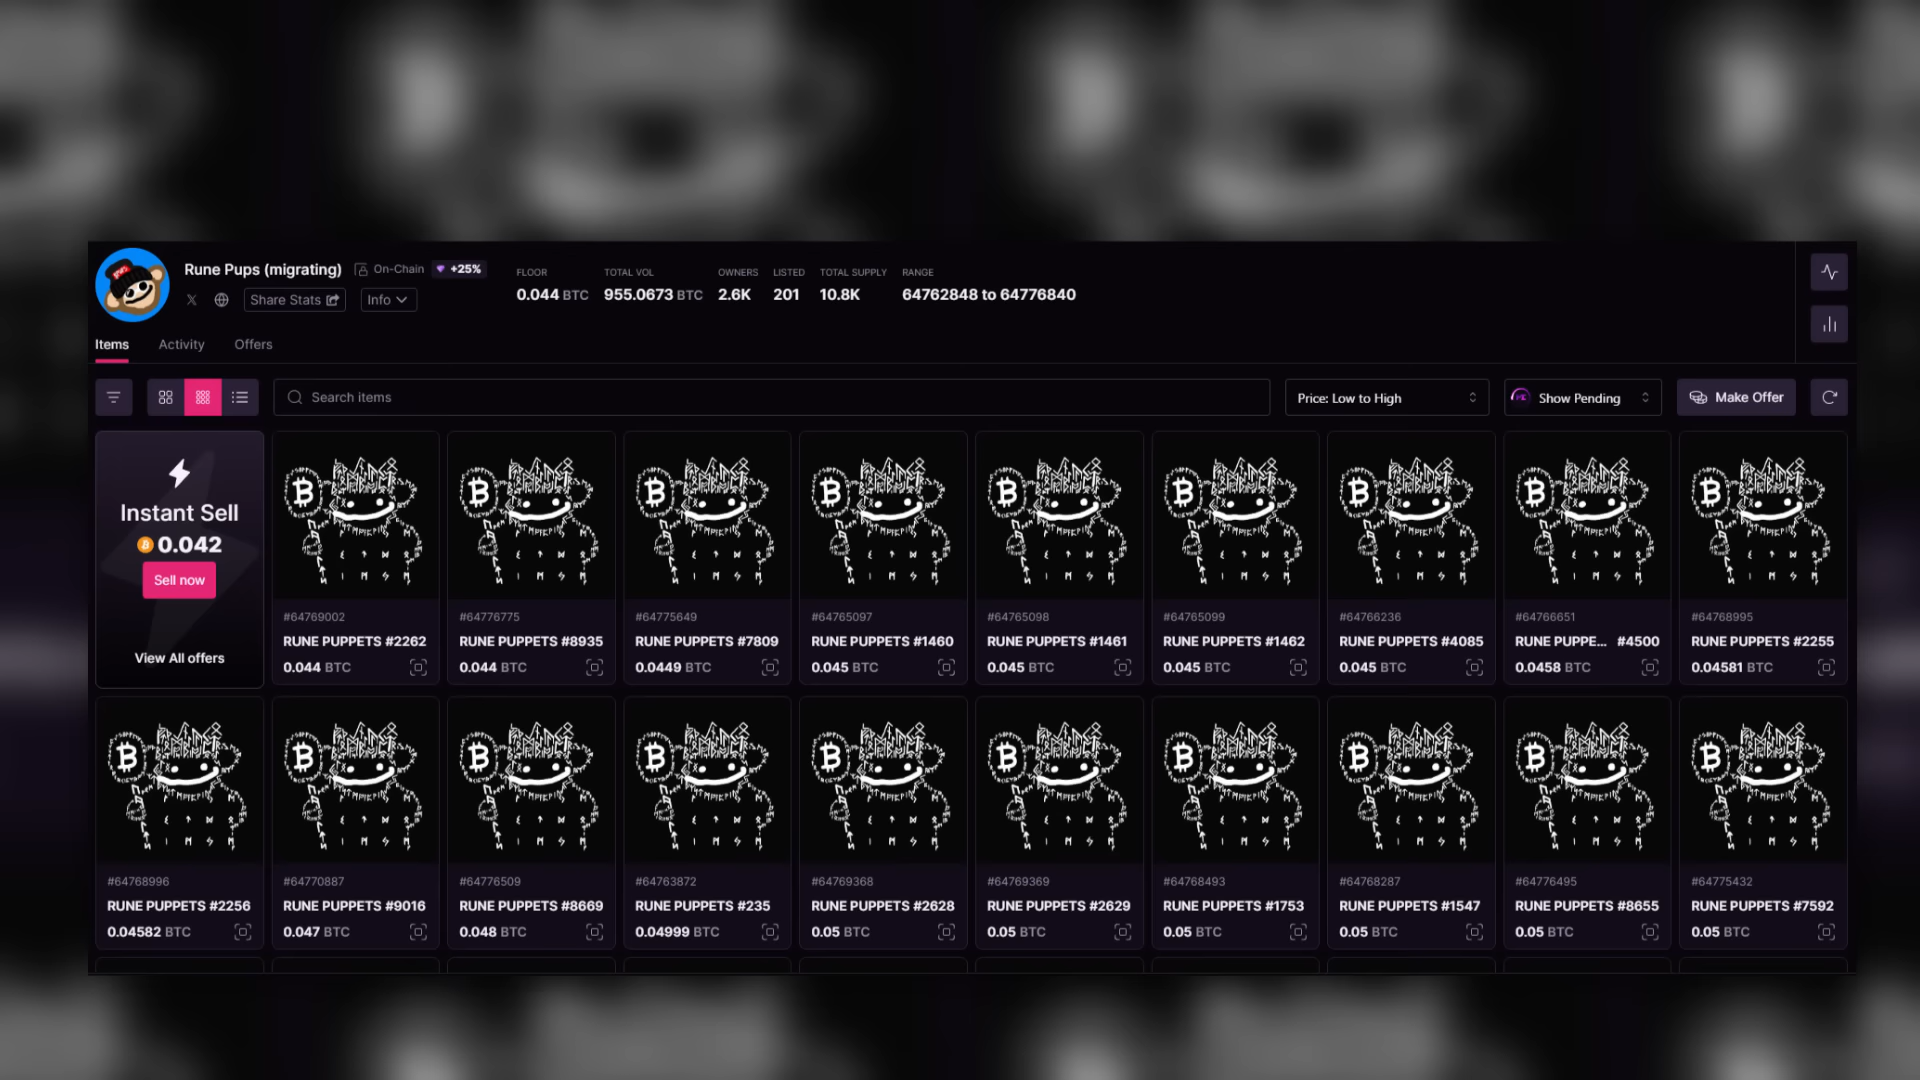 Rune Pups (migrating) On-Chain +25%
Share Stats Info
FLOOR TOTAL VOL OWNERS LISTED TOTAL SUPPLY RANGE
0.044 BTC 955.0673 BTC 2.6K 201 10.8K 64762848 to 64776840
Items Activity Offers
Search items Price: Low to High Show Pending Make Offer
Instant Sell
0.042
Sell now
View All offers
#64769002 #64776775 #64775649 #64765097 #64765098 #64765099 #64766236 #64766651 #64768995
RUNE PUPPETS #2262 RUNE PUPPETS #8935 RUNE PUPPETS #7809 RUNE PUPPETS #1460 RUNE PUPPETS #1461 RUNE PUPPETS #1462 RUNE PUPPETS #4085 RUNE PUPPE... #4500 RUNE PUPPETS #2255
0.044 BTC 0.044 BTC 0.0449 BTC 0.045 BTC 0.045 BTC 0.045 BTC 0.045 BTC 0.0458 BTC 0.04581 BTC
#64768996 #64770887 #64776509 #64763872 #64769368 #64769369 #64768493 #64768287 #64776495 #64775432
RUNE PUPPETS #2256 RUNE PUPPETS #9016 RUNE PUPPETS #8669 RUNE PUPPETS #235 RUNE PUPPETS #2628 RUNE PUPPETS #2629 RUNE PUPPETS #1753 RUNE PUPPETS #1547 RUNE PUPPETS #8655 RUNE PUPPETS #7592
0.04582 BTC 0.047 BTC 0.048 BTC 0.04999 BTC 0.05 BTC 0.05 BTC 0.05 BTC 0.05 BTC 0.05 BTC 0.05 BTC